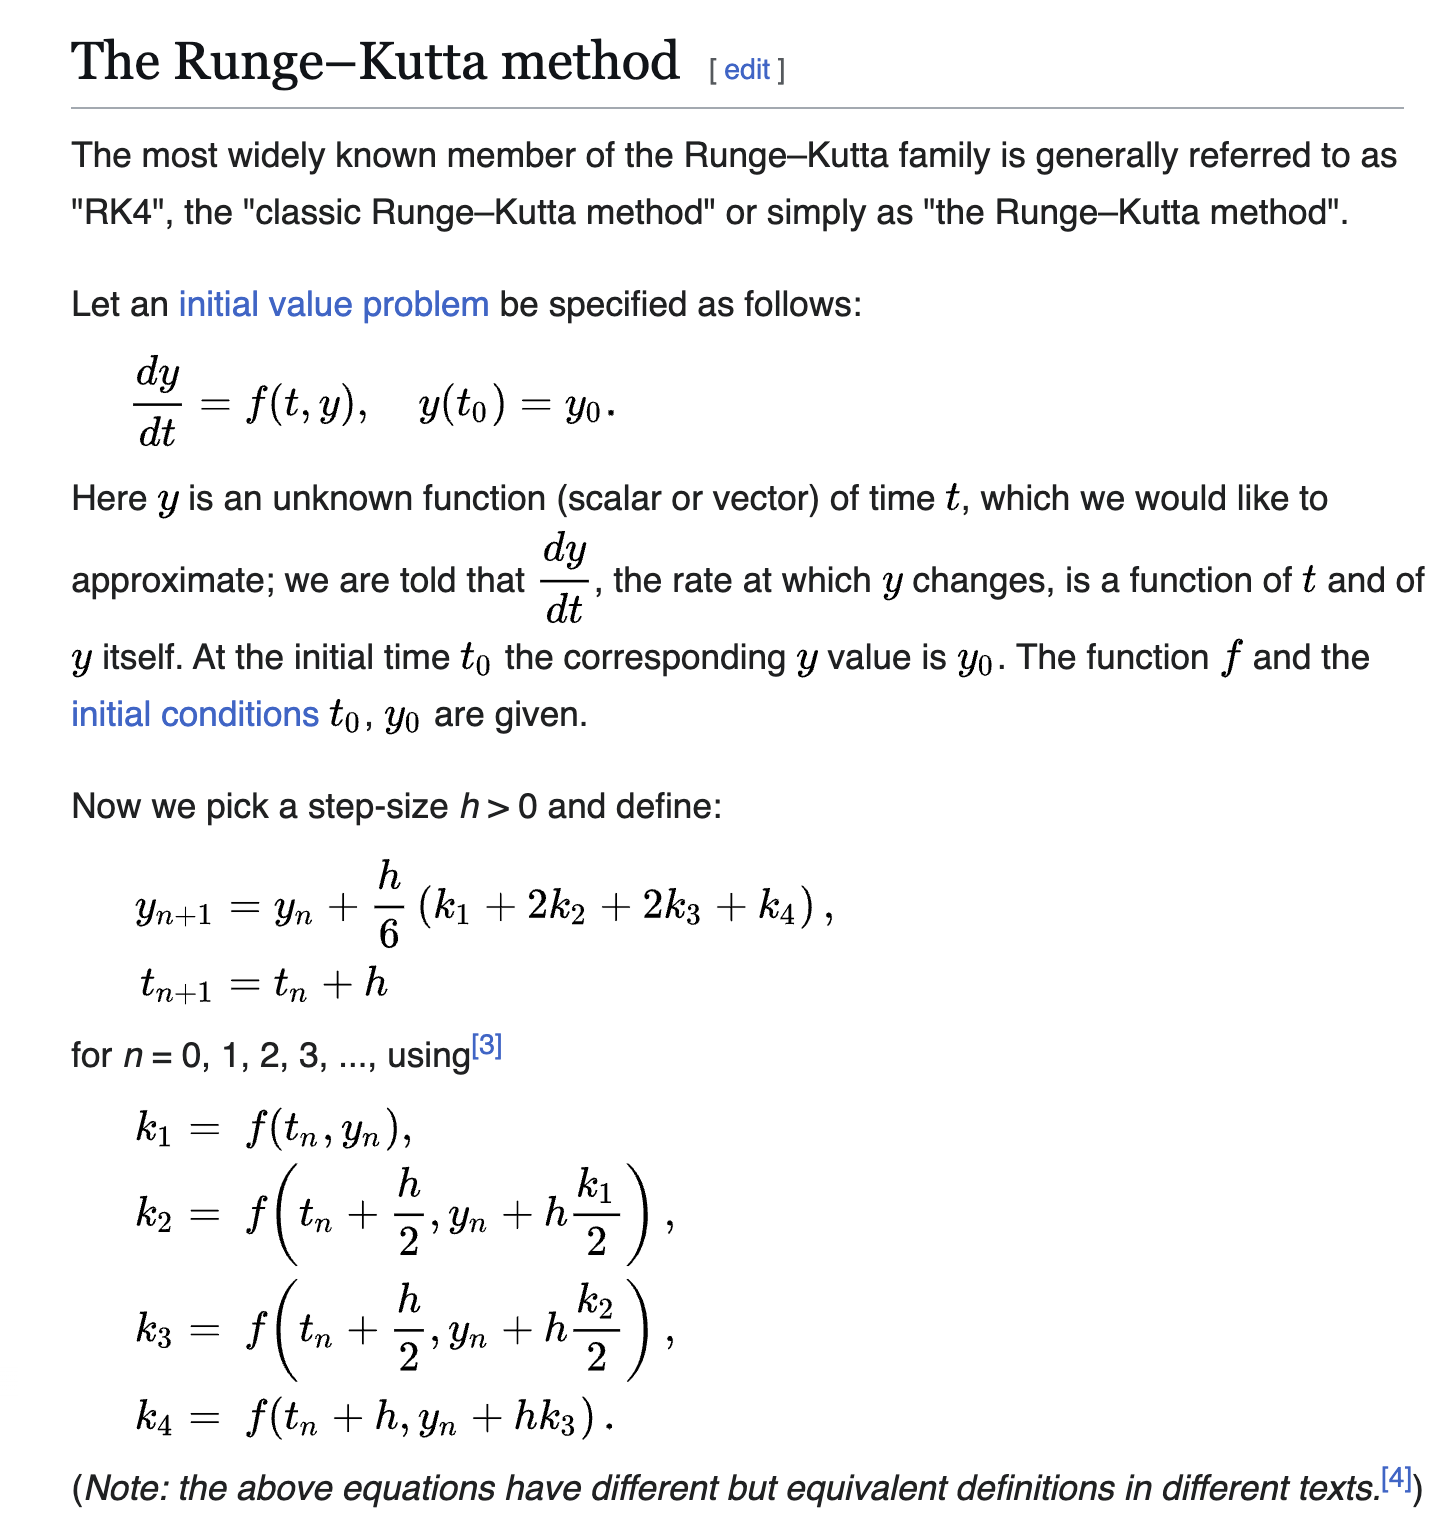 The Runge–Kutta method [ edit ]
The most widely known member of the Runge–Kutta family is generally referred to as
"RK4", the "classic Runge–Kutta method" or simply as "the Runge–Kutta method".
Let an initial value problem be specified as follows:
\frac{dy}{dt} = f(t, y), \quad y(t_0) = y_0.
Here y is an unknown function (scalar or vector) of time t, which we would like to
approximate; we are told that \frac{dy}{dt}, the rate at which y changes, is a function of t and of
y itself. At the initial time t_0 the corresponding y value is y_0. The function f and the
initial conditions t_0, y_0 are given.
Now we pick a step-size h > 0 and define:
y_{n+1} = y_n + \frac{h}{6} (k_1 + 2k_2 + 2k_3 + k_4),
t_{n+1} = t_n + h
for n = 0, 1, 2, 3, ..., using[3]
k_1 = f(t_n, y_n),
k_2 = f\left(t_n + \frac{h}{2}, y_n + h\frac{k_1}{2}\right),
k_3 = f\left(t_n + \frac{h}{2}, y_n + h\frac{k_2}{2}\right),
k_4 = f(t_n + h, y_n + hk_3).
(Note: the above equations have different but equivalent definitions in different texts.[4])